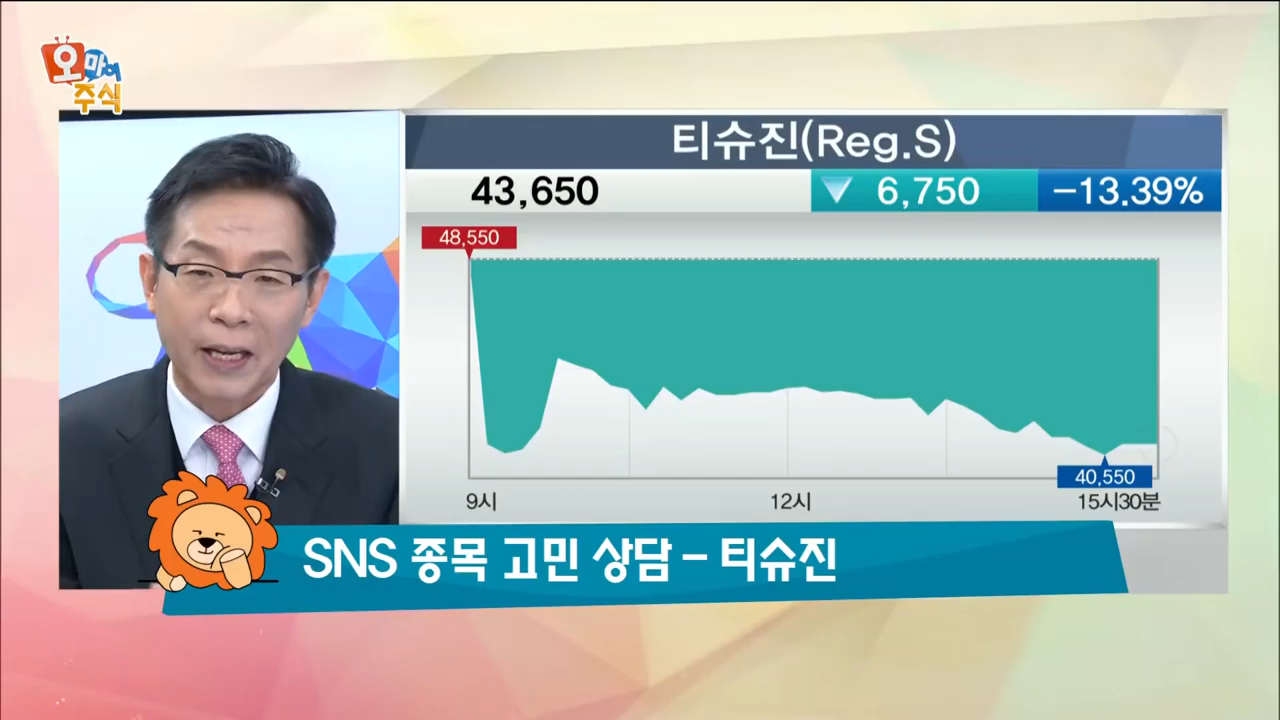 오마이
주식
티슈진(Reg.S)
43,650 ▼ 6,750 -13.39%
48,550
40,550
9시 12시 15시30분
SNS 종목 고민 상담 - 티슈진